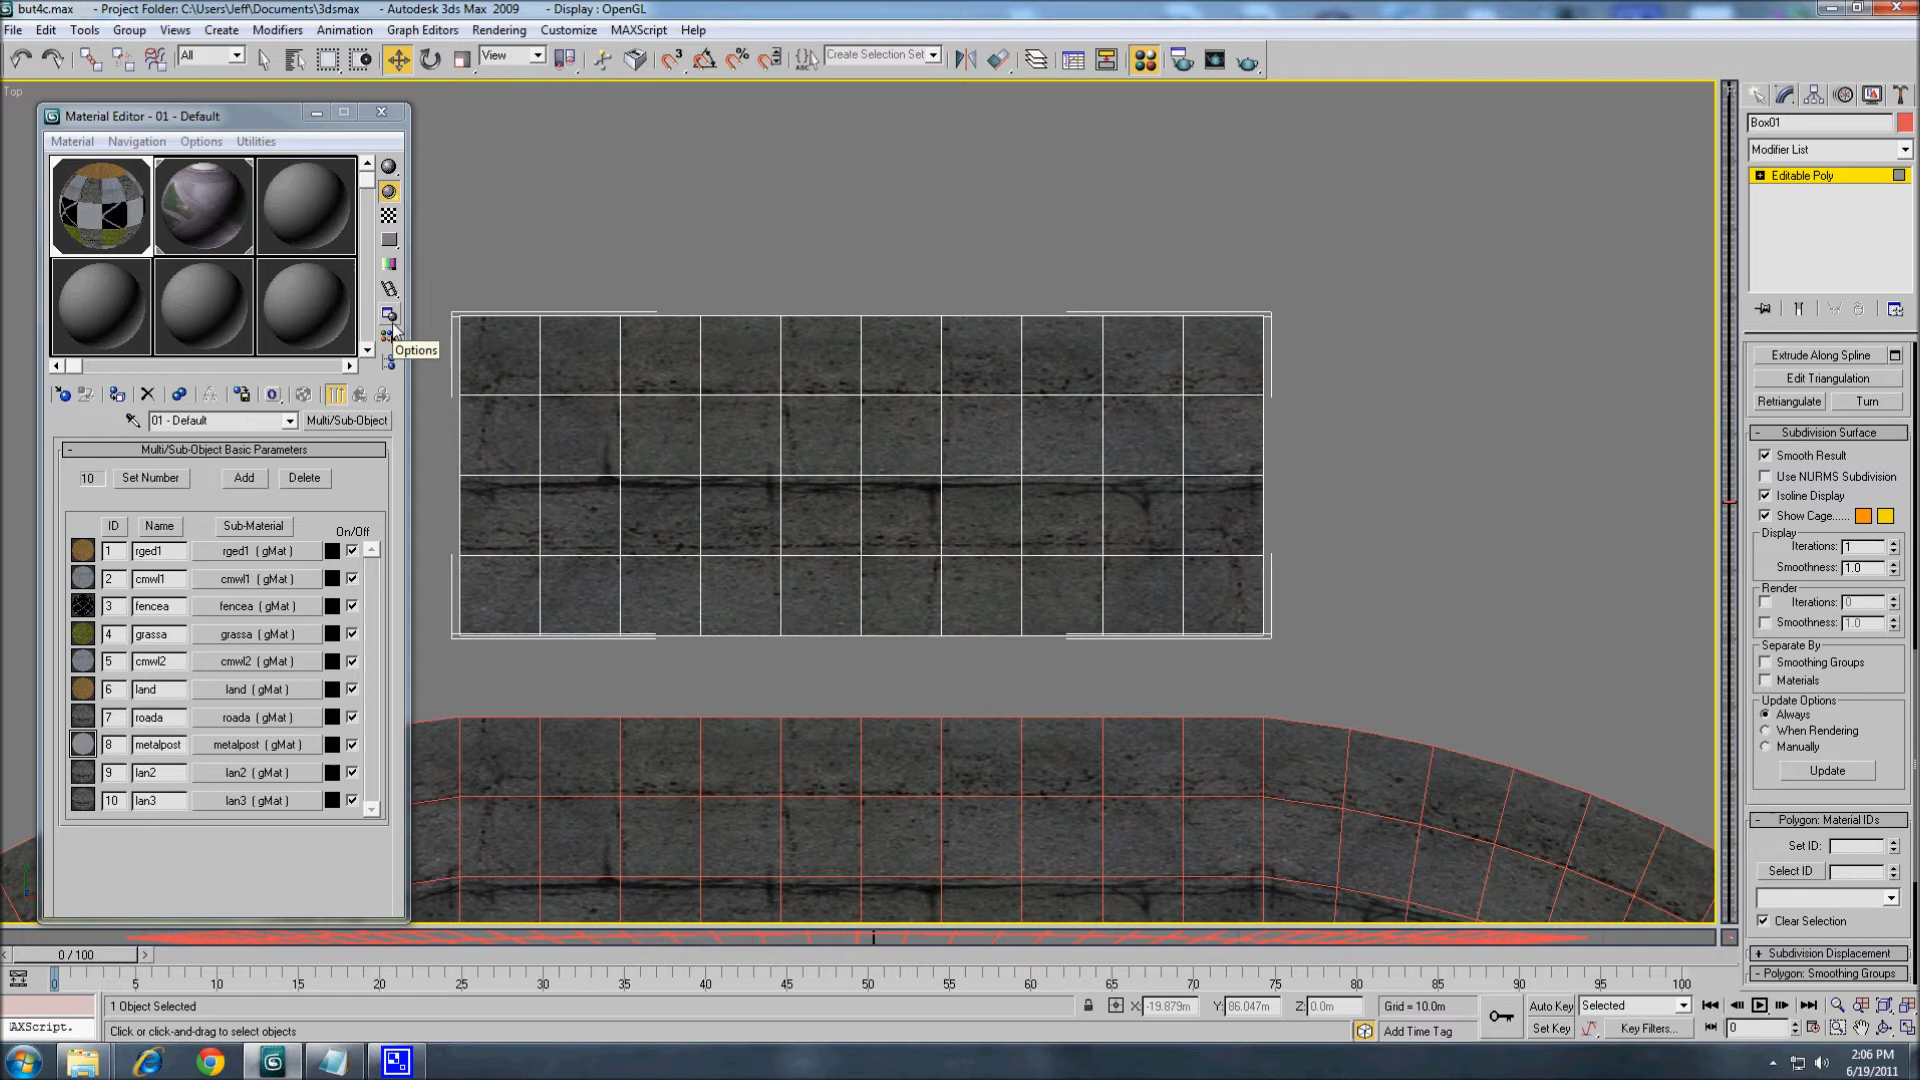 but4c.max - Project Folder: C:\Users\Jeff\Documents\3dsmax - Autodesk 3ds Max 2009 - Display : OpenGL
File Edit Tools Group Views Create Modifiers Animation Graph Editors Rendering Customize MAXScript Help
All View Create Selection Set
Top
Material Editor - 01 - Default
Material Navigation Options Utilities
Options
01 - Default Multi/Sub-Object
- Multi/Sub-Object Basic Parameters
10 Set Number Add Delete
ID Name Sub-Material On/Off
1 rged1 rged1 ( gMat )
2 cmwl1 cmwl1 ( gMat )
3 fencea fencea ( gMat )
4 grassa grassa ( gMat )
5 cmwl2 cmwl2 ( gMat )
6 land land ( gMat )
7 roada roada ( gMat )
8 metalpost metalpost ( gMat )
9 lan2 lan2 ( gMat )
10 lan3 lan3 ( gMat )
Box01
Modifier List
Editable Poly
Extrude Along Spline
Edit Triangulation
Retriangulate Turn
- Subdivision Surface
Smooth Result
Use NURMS Subdivision
Isoline Display
Show Cage......
Display
Iterations: 1
Smoothness: 1.0
Render
Iterations: 0
Smoothness: 1.0
Separate By
Smoothing Groups
Materials
Update Options
Always
When Rendering
Manually
Update
- Polygon: Material IDs
Set ID:
Select ID
Clear Selection
+ Subdivision Displacement
- Polygon: Smoothing Groups
0 / 100
0 5 10 15 20 25 30 35 40 45 50 55 60 65 70 75 80 85 90 95 100
1 Object Selected X: -19.879m Y: 86.047m Z: 0.0m Grid = 10.0m Auto Key Selected
AXScript. Click or click-and-drag to select objects Add Time Tag Set Key Key Filters... 0
2:06 PM
6/19/2011